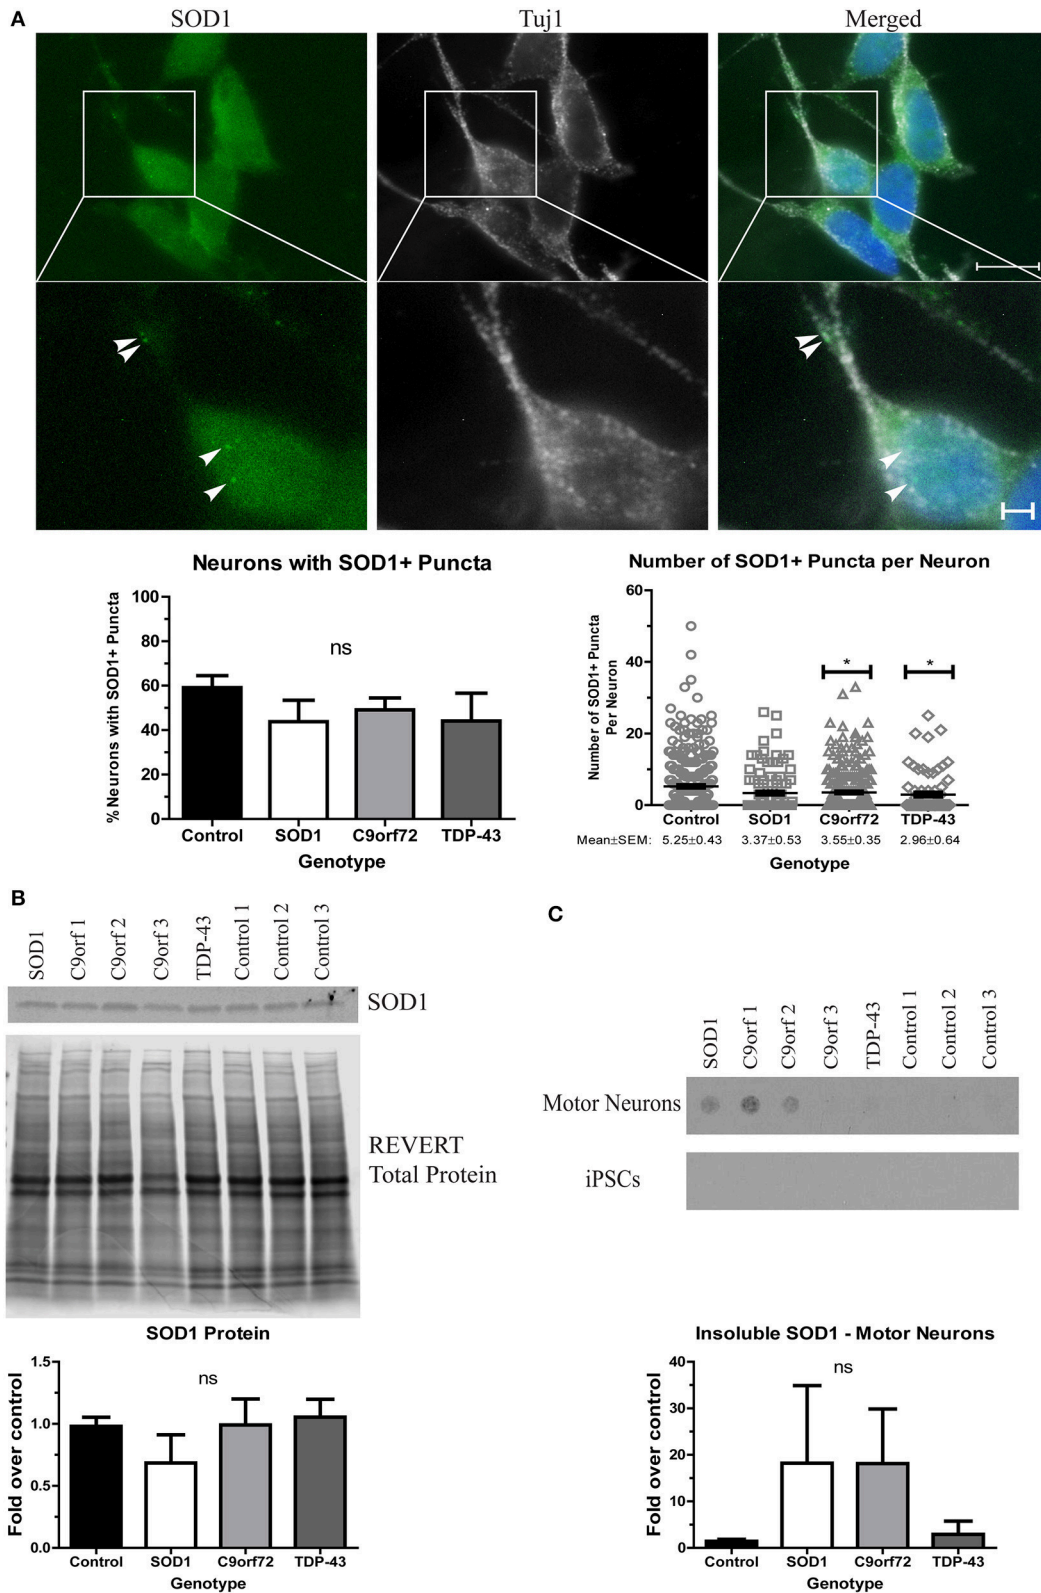 A
SOD1
Tuj1
Merged
Neurons with SOD1+ Puncta
% Neurons with SOD1+ Puncta
100
80
60
40
20
0
ns
Control
SOD1
C9orf72
TDP-43
Genotype
Number of SOD1+ Puncta per Neuron
Number of SOD1+ Puncta
Per Neuron
60
40
20
0
*
*
Control
SOD1
C9orf72
TDP-43
Mean±SEM: 5.25±0.43 3.37±0.53 3.55±0.35 2.96±0.64
Genotype
B
SOD1
C9orf 1
C9orf 2
C9orf 3
TDP-43
Control 1
Control 2
Control 3
SOD1
REVERT
Total Protein
SOD1 Protein
Fold over control
1.5
1.0
0.5
0.0
ns
Control
SOD1
C9orf72
TDP-43
Genotype
C
SOD1
C9orf 1
C9orf 2
C9orf 3
TDP-43
Control 1
Control 2
Control 3
Motor Neurons
iPSCs
Insoluble SOD1 - Motor Neurons
Fold over control
40
30
20
10
0
ns
Control
SOD1
C9orf72
TDP-43
Genotype